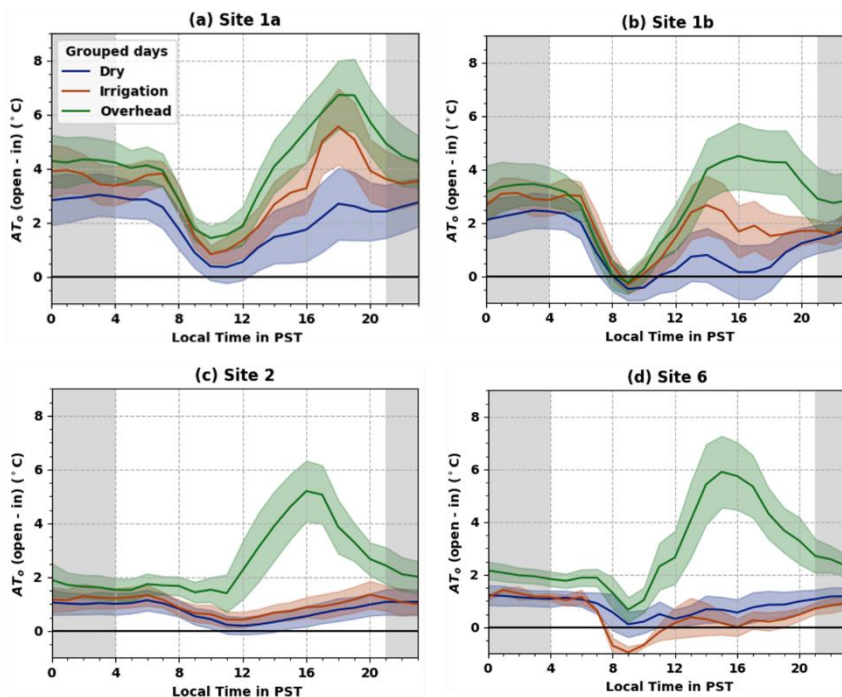 (a) Site 1a
Grouped days
Dry
Irrigation
Overhead
8
6
4
2
0
AT_o (open - in) (°C)
0 4 8 12 16 20
Local Time in PST
(b) Site 1b
8
6
4
2
0
AT_o (open - in) (°C)
0 4 8 12 16 20
Local Time in PST
(c) Site 2
8
6
4
2
0
AT_o (open - in) (°C)
0 4 8 12 16 20
Local Time in PST
(d) Site 6
8
6
4
2
0
AT_o (open - in) (°C)
0 4 8 12 16 20
Local Time in PST